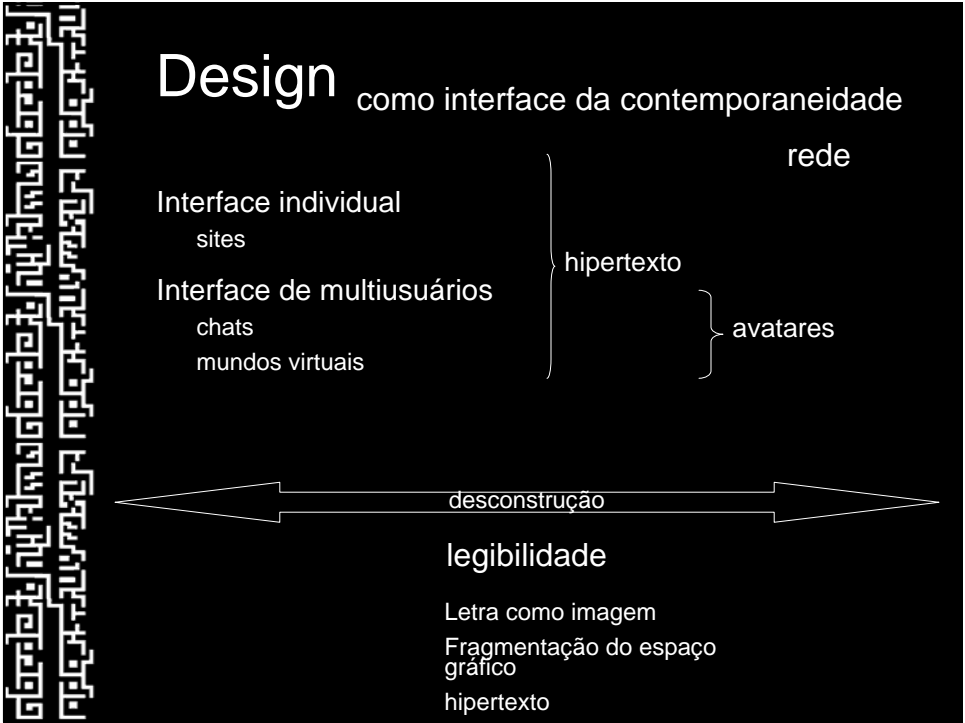 Design como interface da contemporaneidade
rede
Interface individual
sites
hipertexto
Interface de multiusuários
chats
avatares
mundos virtuais
desconstrução
legibilidade
Letra como imagem
Fragmentação do espaço
gráfico
hipertexto